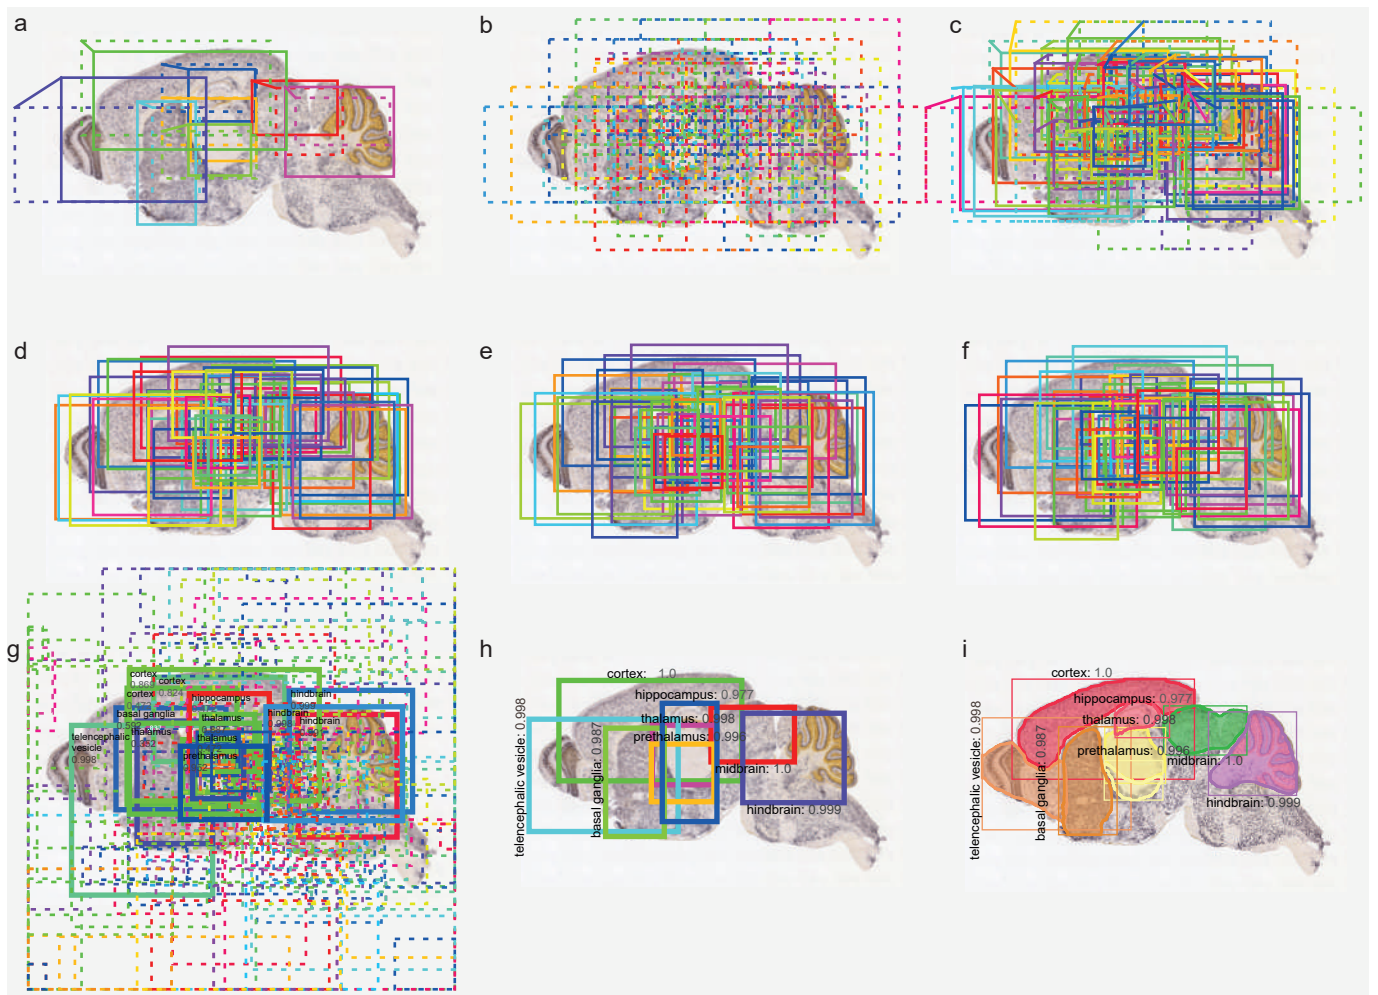 a
b
c
d
e
f
g
cortex
cortex
0.824
cortex
hippocampus
hindbrain
basal ganglia
thalamus
hindbrain
hindbrain
thalamus
telencephalic
vesicle
0.998
thalamus
prethalamus
h
cortex: 1.0
hippocampus: 0.977
thalamus: 0.998
prethalamus: 0.996
midbrain: 1.0
hindbrain: 0.999
telencephalic vesicle: 0.998
basal ganglia: 0.987
i
cortex: 1.0
hippocampus: 0.977
thalamus: 0.998
prethalamus: 0.996
midbrain: 1.0
hindbrain: 0.999
telencephalic vesicle: 0.998
basal ganglia: 0.987